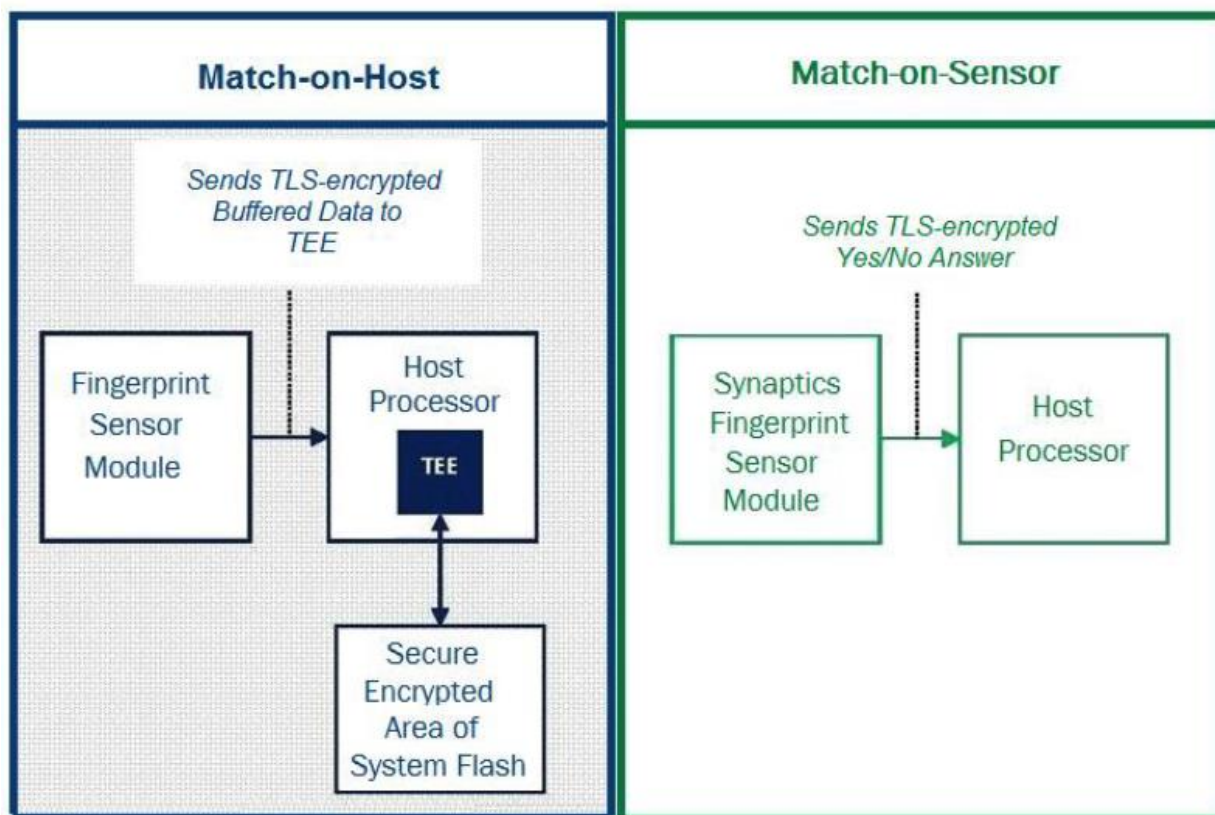 Match-on-Host
Sends TLS-encrypted
Buffered Data to
TEE
Fingerprint
Sensor
Module
Host
Processor
TEE
Secure
Encrypted
Area of
System Flash
Match-on-Sensor
Sends TLS-encrypted
Yes/No Answer
Synaptics
Fingerprint
Sensor
Module
Host
Processor